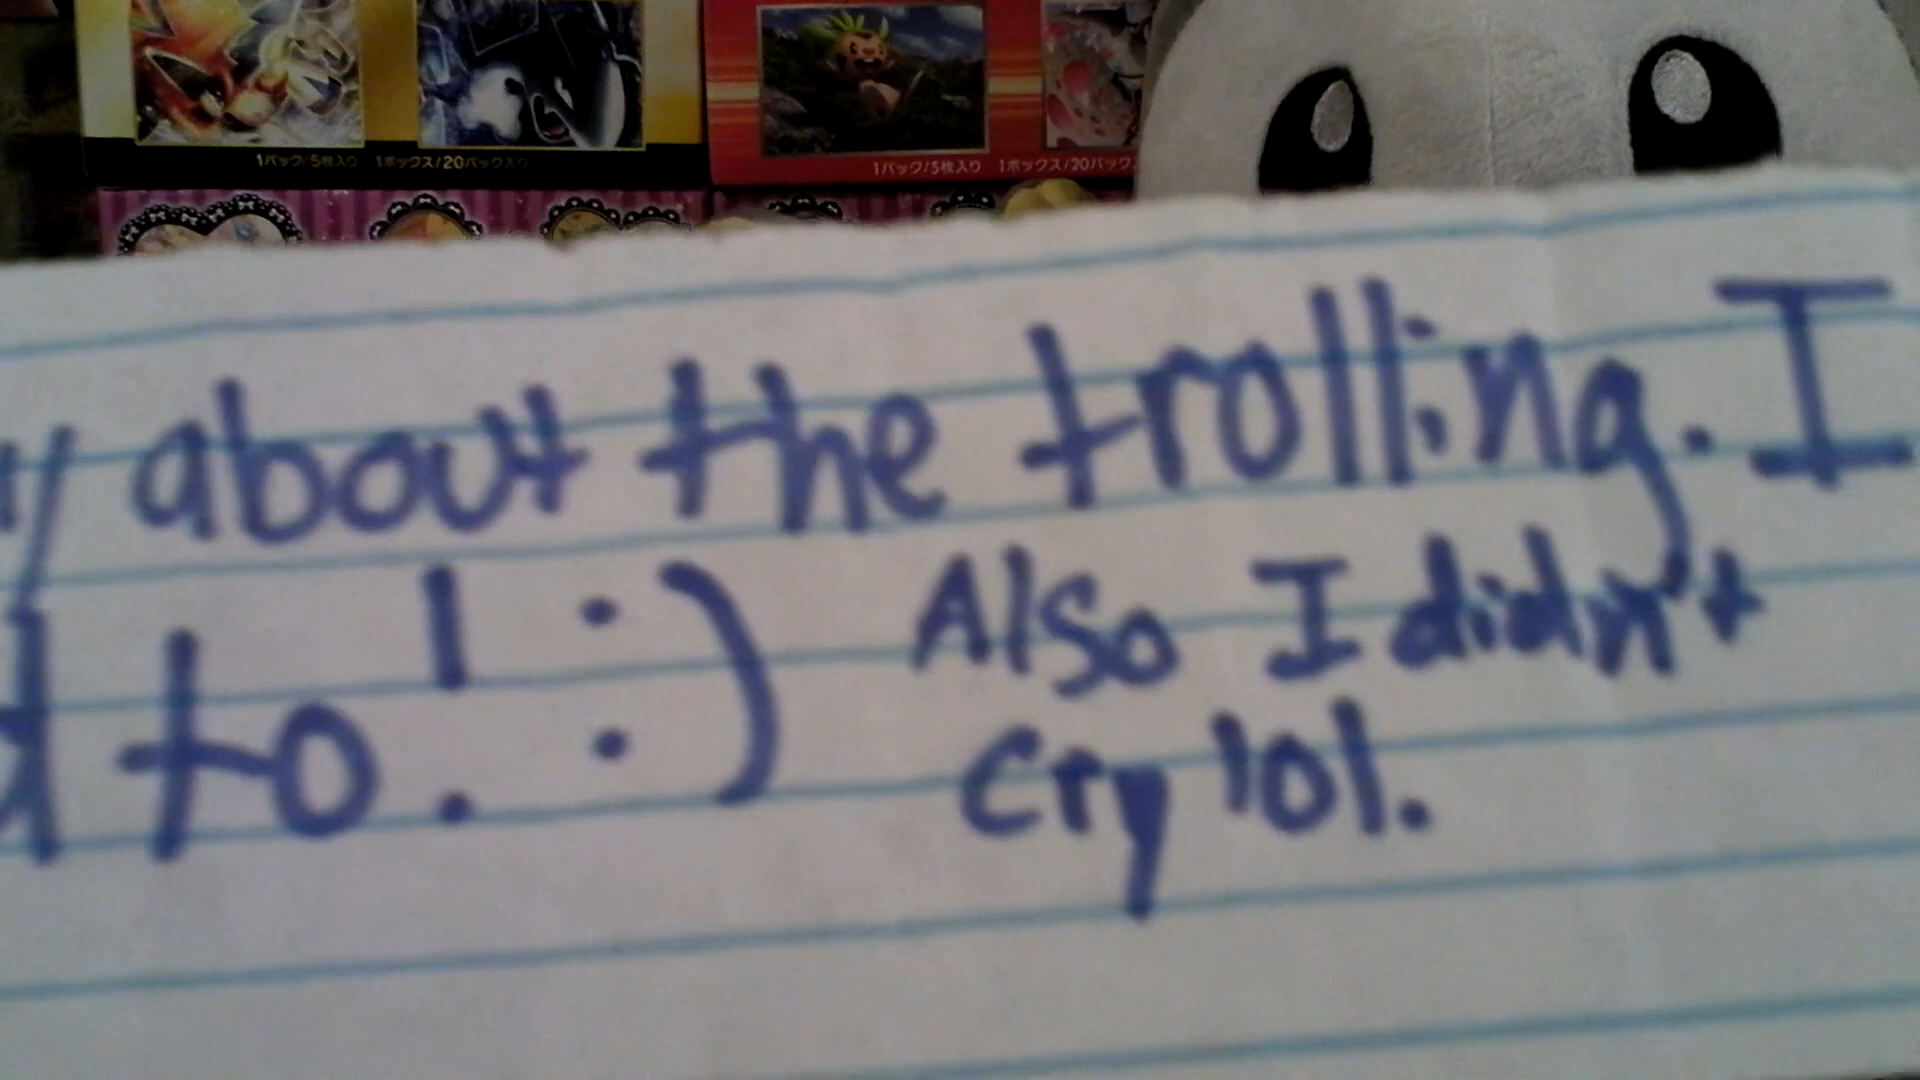 1パック/5枚入り 1ボックス/20パック入り
1パック/5枚入り 1ボックス/20パック
y about the trolling. I
d to! :)
Also I didn't
cry lol.